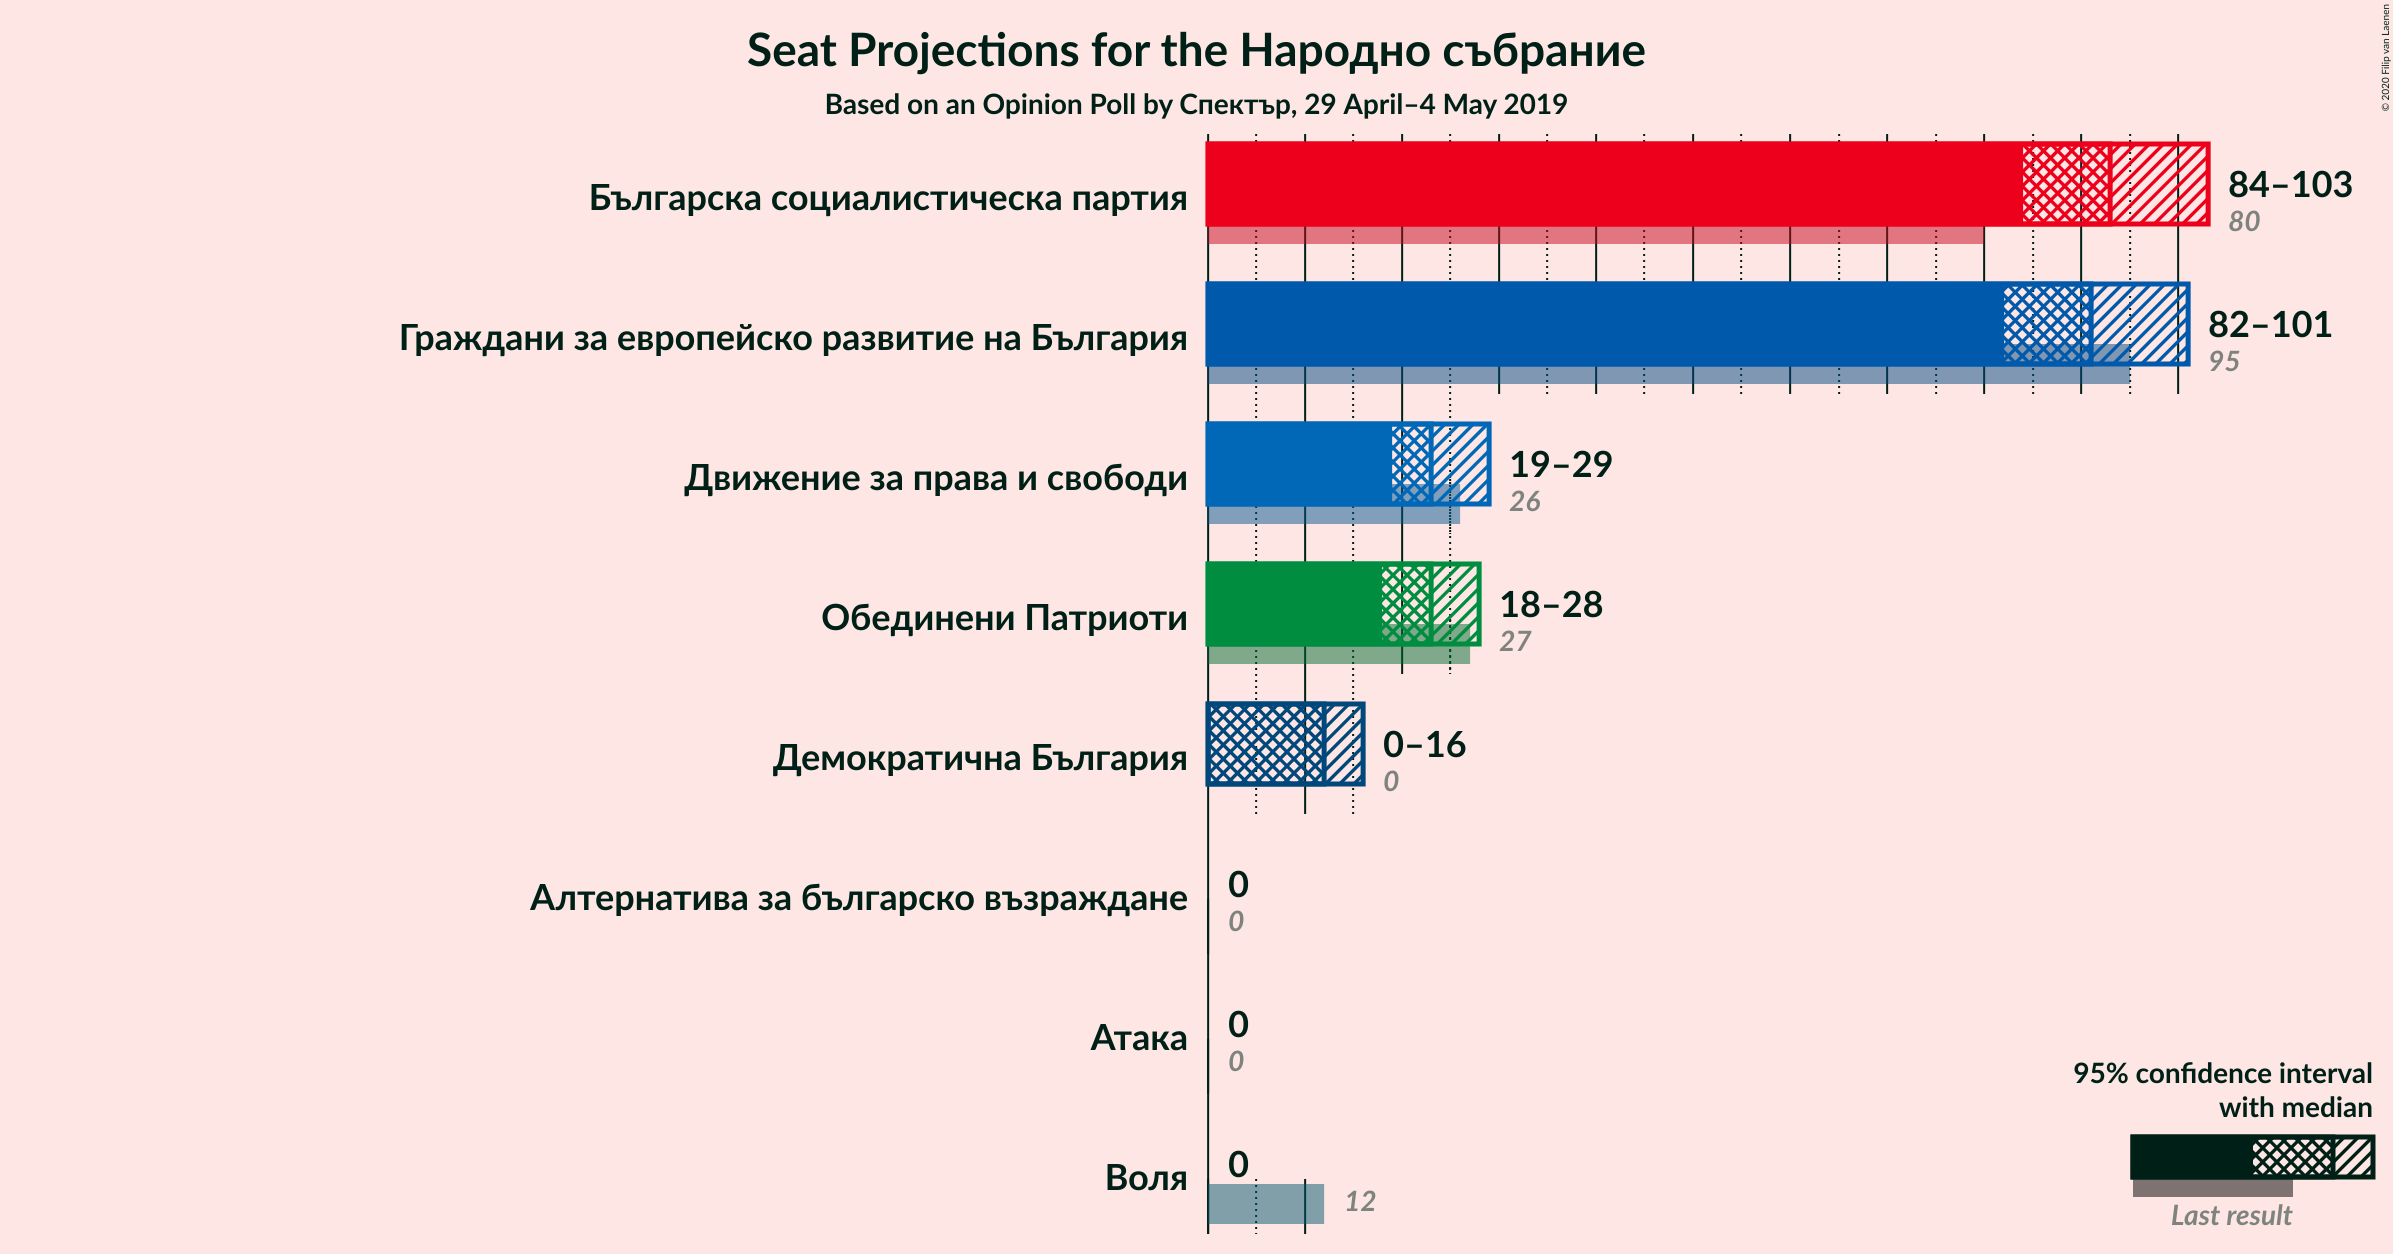 Seat Projections for the Народно събрание
Based on an Opinion Poll by Спектър, 29 April–4 May 2019
© 2020 Filip van Laenen
Българска социалистическа партия
84–103
80
Граждани за европейско развитие на България
82–101
95
Движение за права и свободи
19–29
26
Обединени Патриоти
18–28
27
Демократична България
0–16
0
Алтернатива за българско възраждане
0
0
Атака
0
0
Воля
0
12
95% confidence interval
with median
Last result